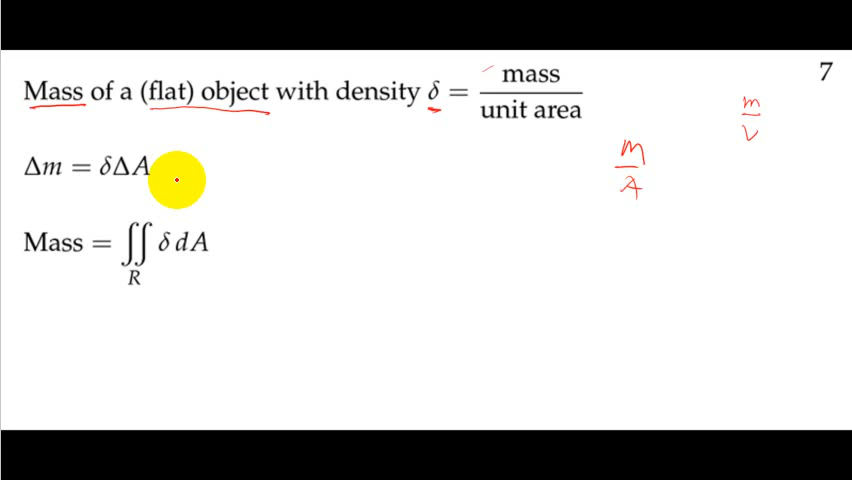 7
Mass of a (flat) object with density δ = mass / unit area
m / V
m / A
Δm = δΔA
Mass = ∬_R δ dA